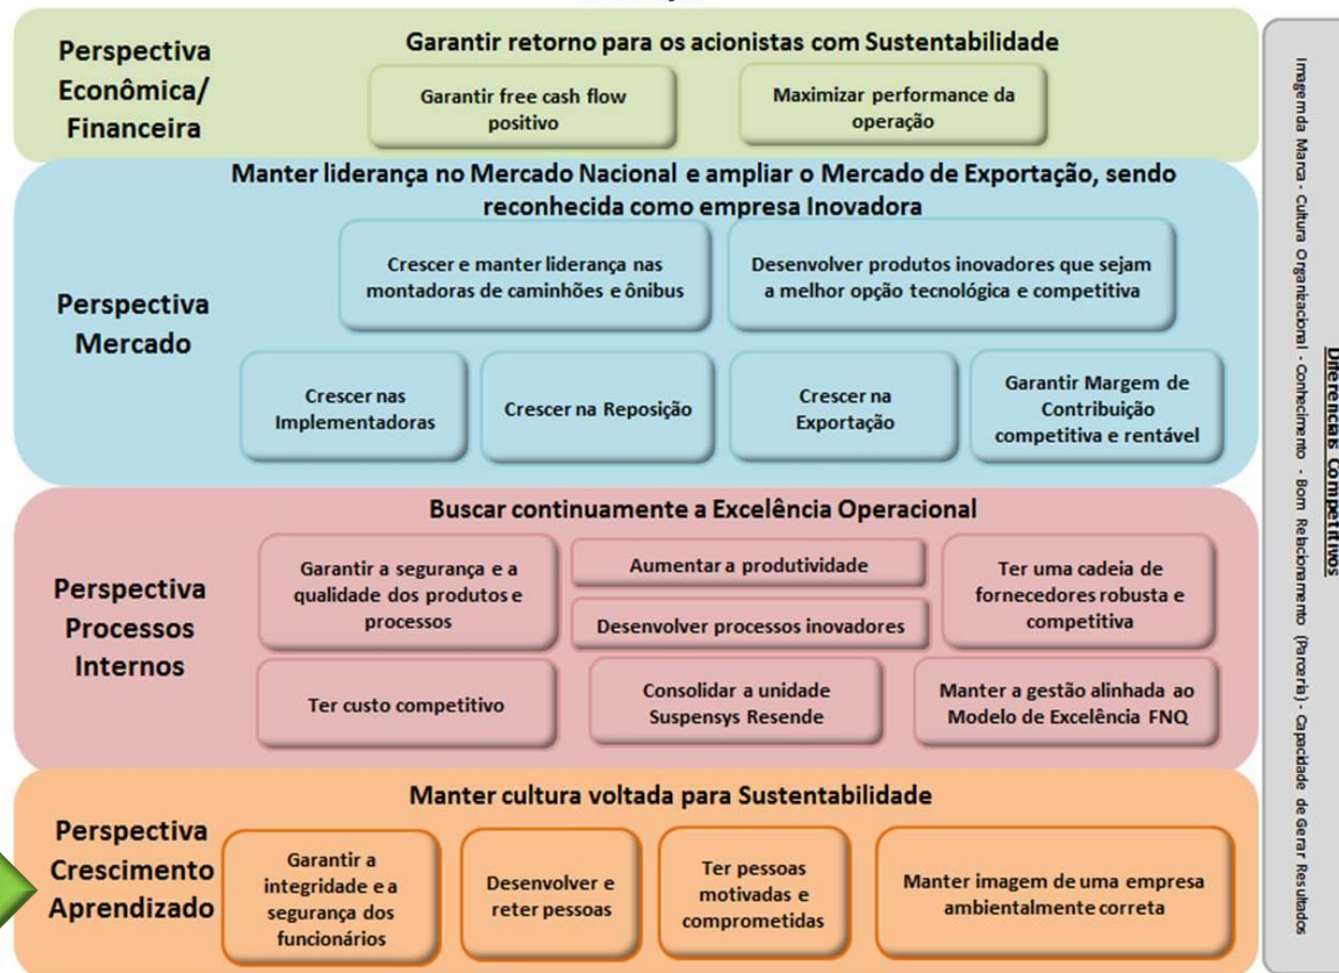 Perspectiva
Econômica/
Financeira
Garantir retorno para os acionistas com Sustentabilidade
Garantir free cash flow
positivo
Maximizar performance da
operação
Manter liderança no Mercado Nacional e ampliar o Mercado de Exportação, sendo
reconhecida como empresa Inovadora
Perspectiva
Mercado
Crescer e manter liderança nas
montadoras de caminhões e ônibus
Desenvolver produtos inovadores que sejam
a melhor opção tecnológica e competitiva
Crescer nas
Implementadoras
Crescer na Reposição
Crescer na
Exportação
Garantir Margem de
Contribuição
competitiva e rentável
Buscar continuamente a Excelência Operacional
Perspectiva
Processos
Internos
Garantir a segurança e a
qualidade dos produtos e
processos
Aumentar a produtividade
Desenvolver processos inovadores
Ter uma cadeia de
fornecedores robusta e
competitiva
Ter custo competitivo
Consolidar a unidade
Suspensys Resende
Manter a gestão alinhada ao
Modelo de Excelência FNQ
Manter cultura voltada para Sustentabilidade
Perspectiva
Crescimento
Aprendizado
Garantir a
integridade e a
segurança dos
funcionários
Desenvolver e
reter pessoas
Ter pessoas
motivadas e
comprometidas
Manter imagem de uma empresa
ambientalmente correta
Diferenciais Competitivos
Imagem da Marca - Cultura Organizacional - Conhecimento - Bom Relacionamento (Parceria) - Capacidade de Gerar Resultados